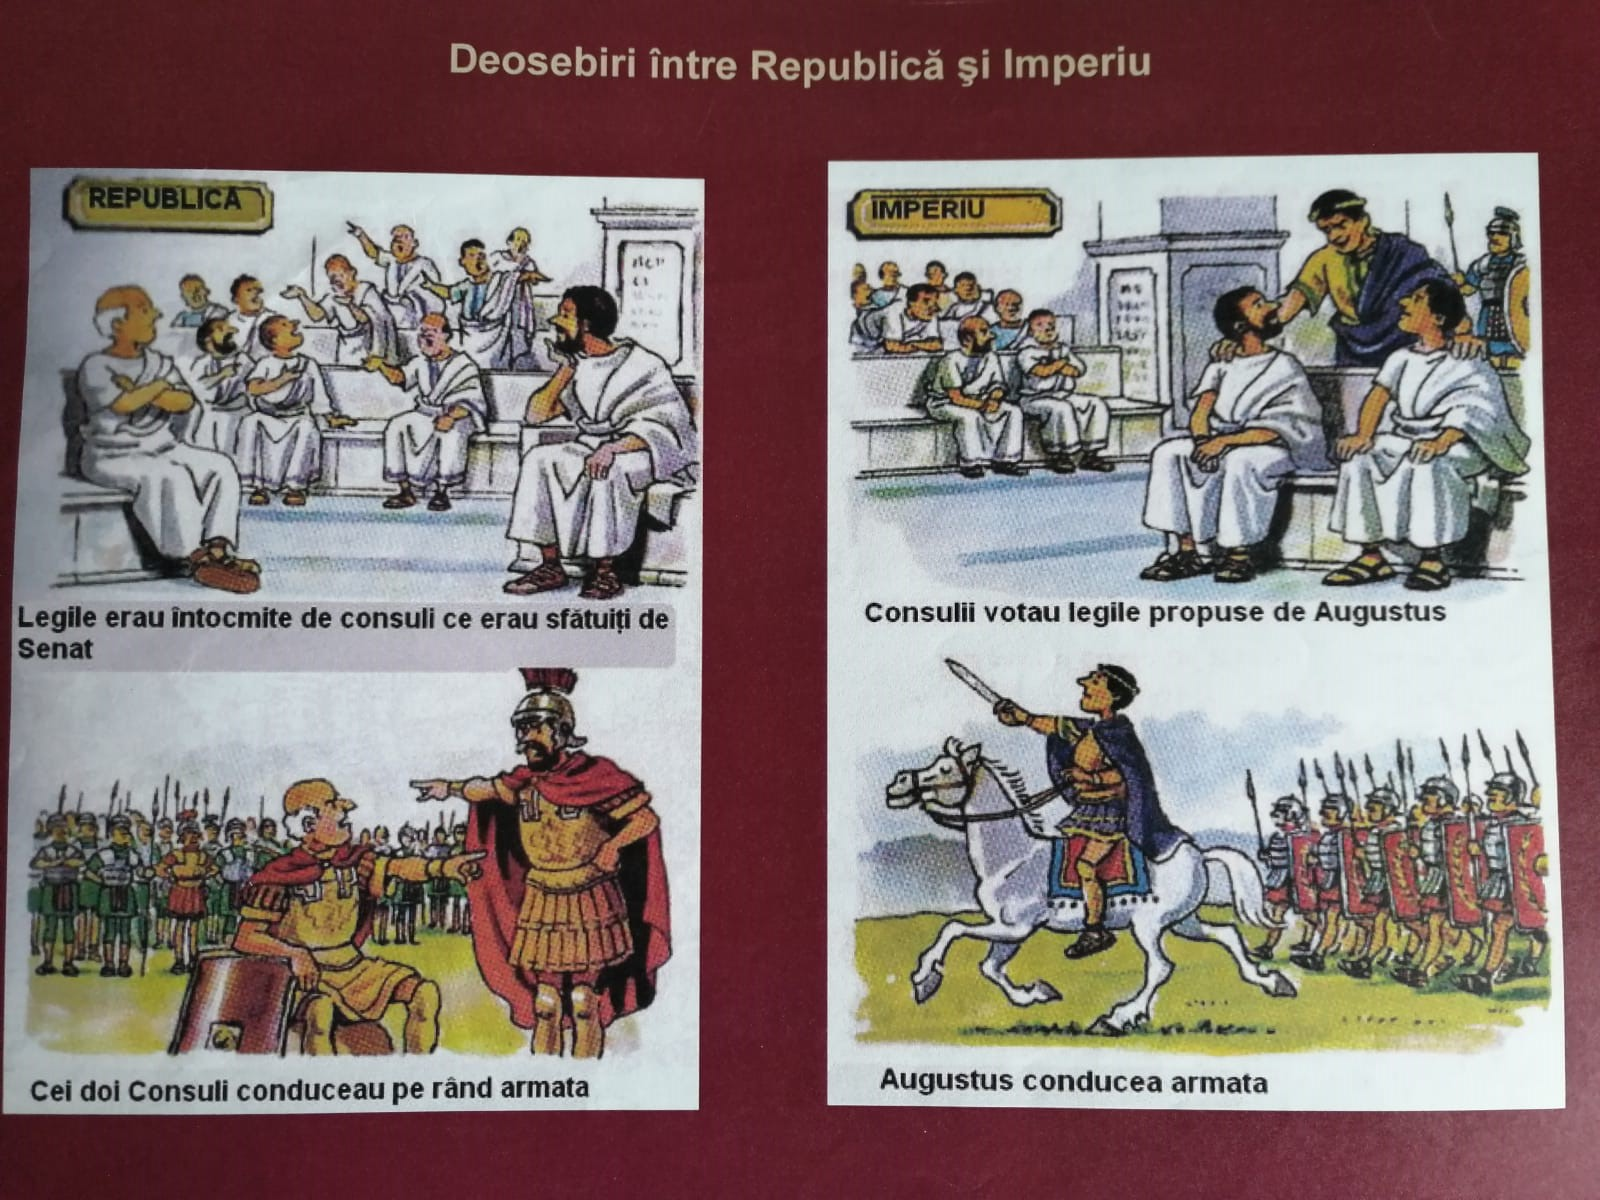 Deosebiri între Republică şi Imperiu
REPUBLICA
Legile erau întocmite de consuli ce erau sfătuiți de
Senat
Cei doi Consuli conduceau pe rând armata
IMPERIU
Consulii votau legile propuse de Augustus
Augustus conducea armata